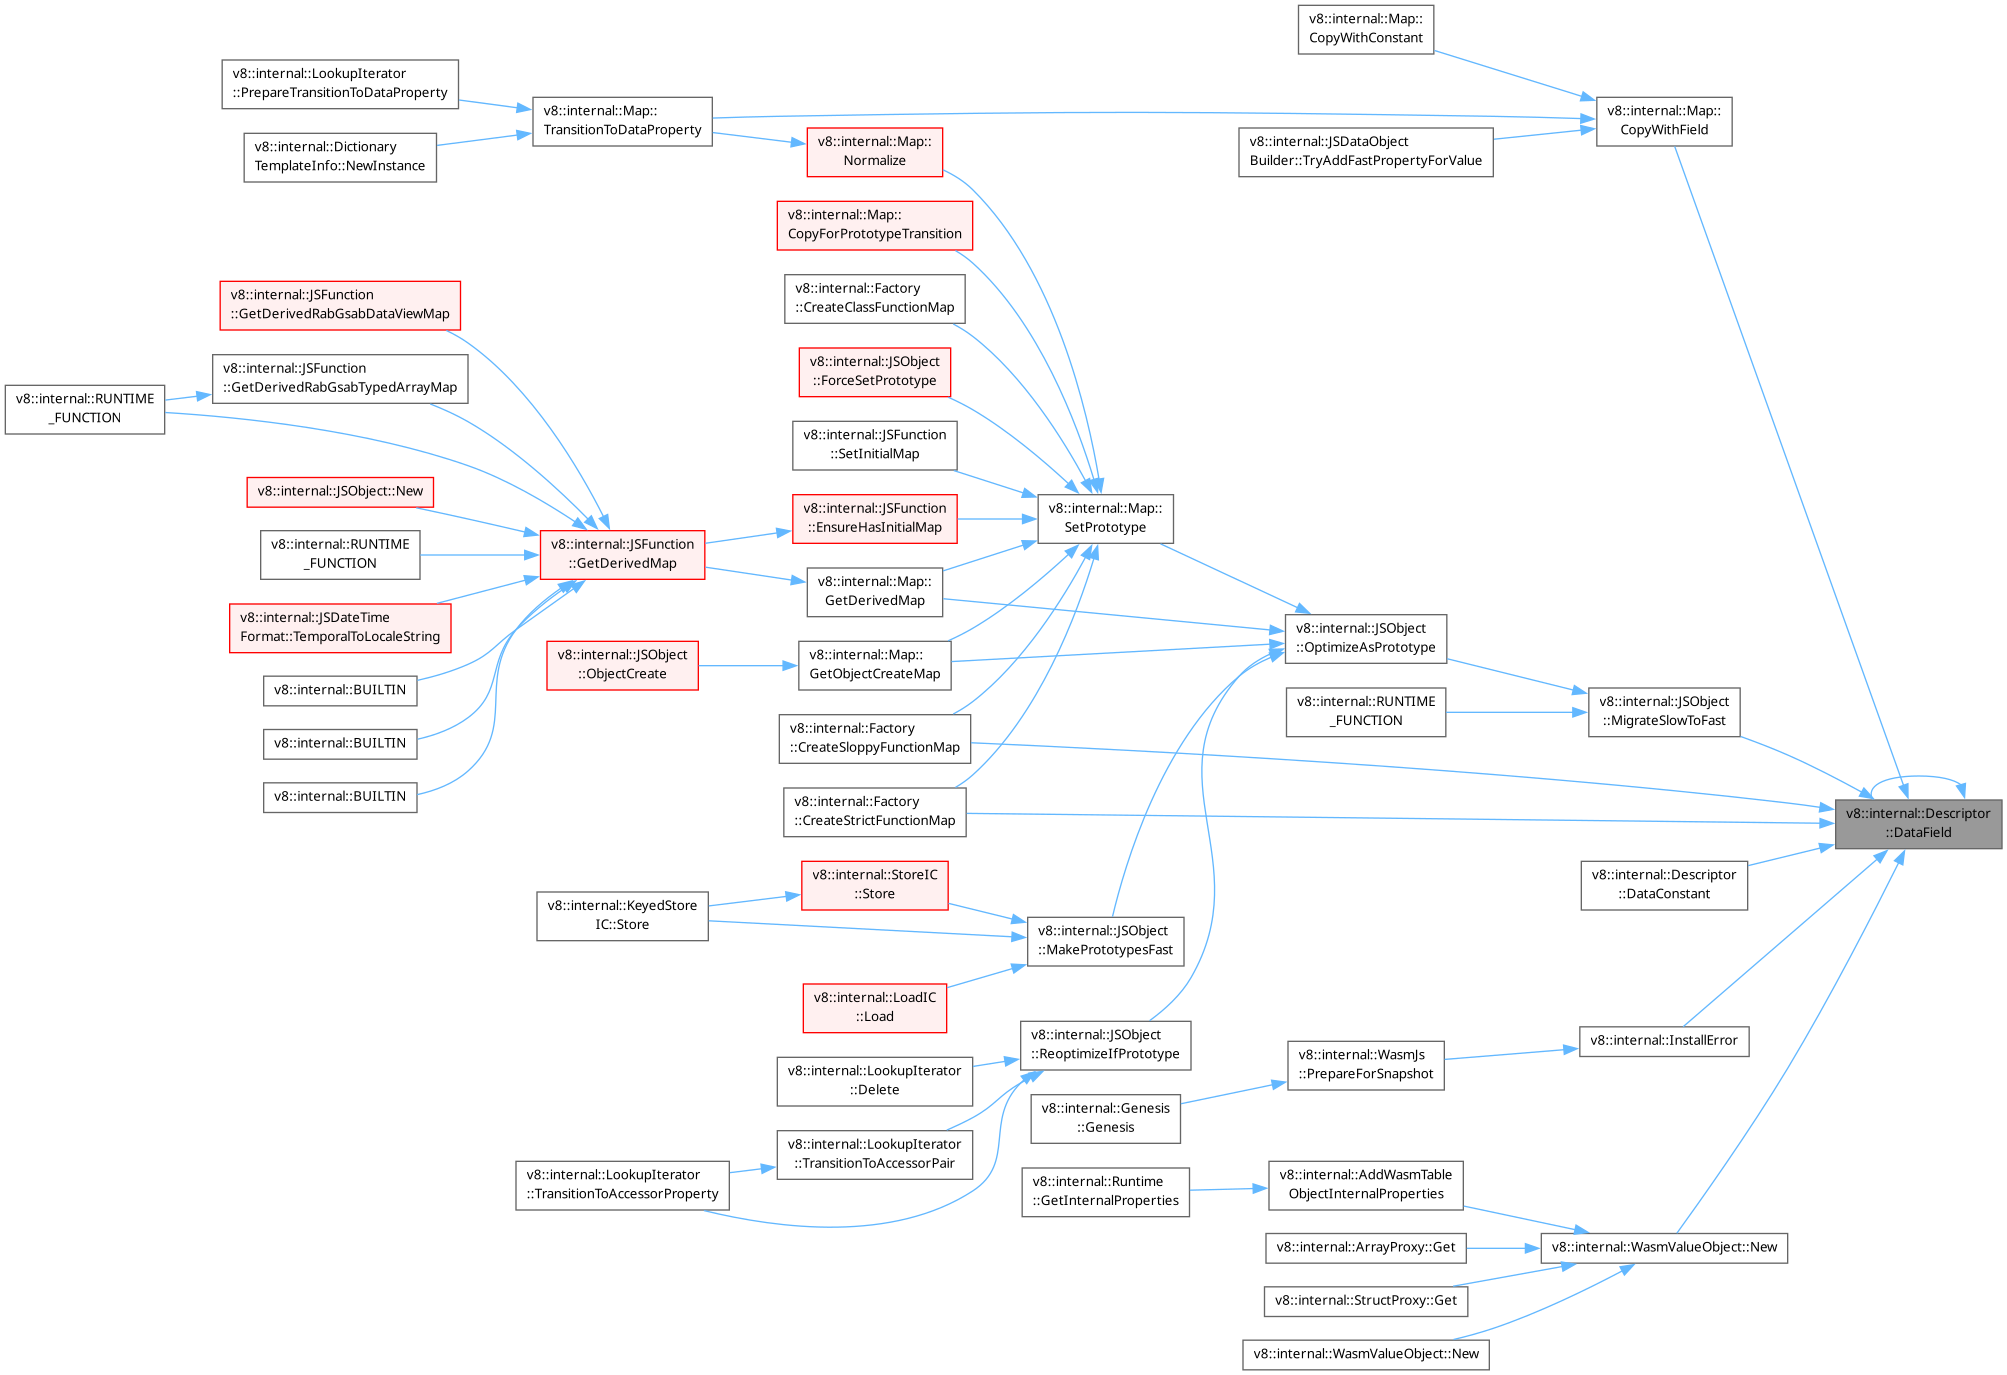 v8::internal::Map::
CopyWithConstant
v8::internal::LookupIterator
::PrepareTransitionToDataProperty
v8::internal::Map::
TransitionToDataProperty
v8::internal::Map::
CopyWithField
v8::internal::Dictionary
TemplateInfo::NewInstance
v8::internal::Map::
Normalize
v8::internal::JSDataObject
Builder::TryAddFastPropertyForValue
v8::internal::Map::
CopyForPrototypeTransition
v8::internal::Factory
::CreateClassFunctionMap
v8::internal::JSFunction
::GetDerivedRabGsabDataViewMap
v8::internal::JSObject
::ForceSetPrototype
v8::internal::JSFunction
::GetDerivedRabGsabTypedArrayMap
v8::internal::RUNTIME
_FUNCTION
v8::internal::JSFunction
::SetInitialMap
v8::internal::JSObject::New
v8::internal::JSFunction
::EnsureHasInitialMap
v8::internal::Map::
SetPrototype
v8::internal::RUNTIME
_FUNCTION
v8::internal::JSFunction
::GetDerivedMap
v8::internal::Map::
GetDerivedMap
v8::internal::JSDateTime
Format::TemporalToLocaleString
v8::internal::JSObject
::OptimizeAsPrototype
v8::internal::JSObject
::ObjectCreate
v8::internal::Map::
GetObjectCreateMap
v8::internal::BUILTIN
v8::internal::RUNTIME
_FUNCTION
v8::internal::JSObject
::MigrateSlowToFast
v8::internal::BUILTIN
v8::internal::Factory
::CreateSloppyFunctionMap
v8::internal::BUILTIN
v8::internal::Factory
::CreateStrictFunctionMap
v8::internal::Descriptor
::DataField
v8::internal::StoreIC
::Store
v8::internal::Descriptor
::DataConstant
v8::internal::KeyedStore
IC::Store
v8::internal::JSObject
::MakePrototypesFast
v8::internal::LoadIC
::Load
v8::internal::JSObject
::ReoptimizeIfPrototype
v8::internal::InstallError
v8::internal::WasmJs
::PrepareForSnapshot
v8::internal::LookupIterator
::Delete
v8::internal::Genesis
::Genesis
v8::internal::LookupIterator
::TransitionToAccessorPair
v8::internal::LookupIterator
::TransitionToAccessorProperty
v8::internal::Runtime
::GetInternalProperties
v8::internal::AddWasmTable
ObjectInternalProperties
v8::internal::ArrayProxy::Get
v8::internal::WasmValueObject::New
v8::internal::StructProxy::Get
v8::internal::WasmValueObject::New